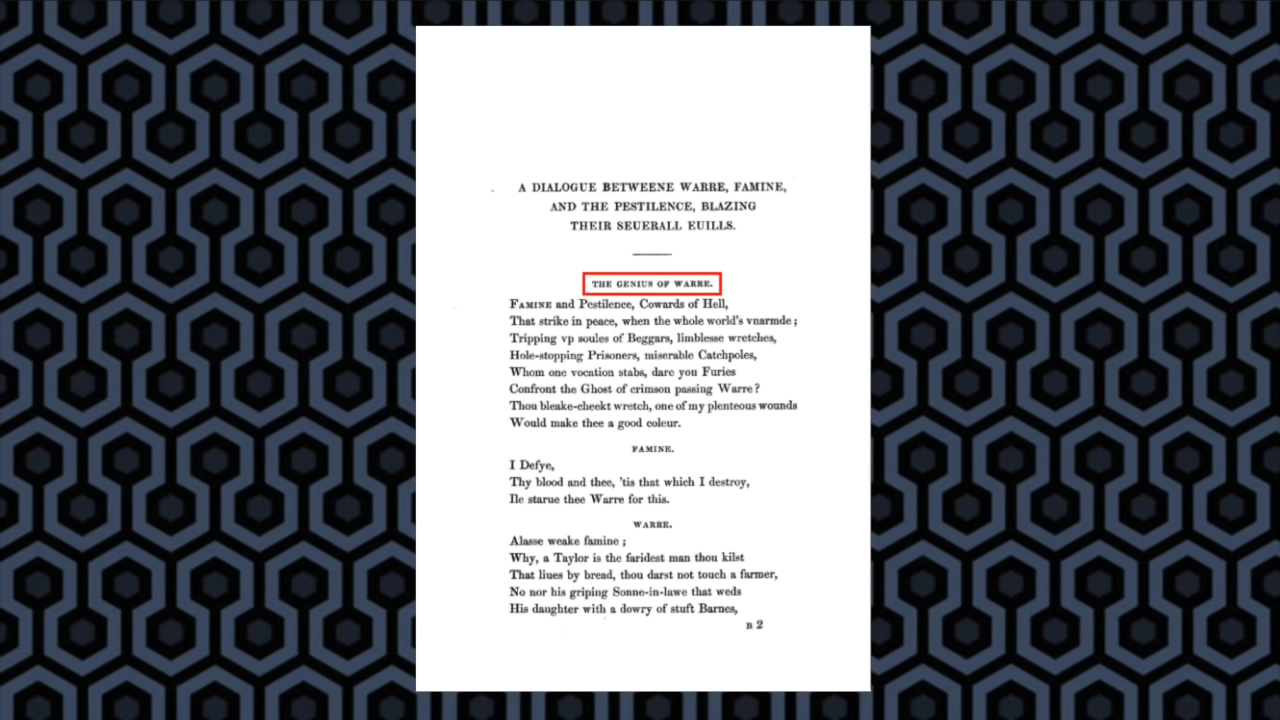 A DIALOGUE BETWEENE WARRE, FAMINE,
AND THE PESTILENCE, BLAZING
THEIR SEUERALL EUILLS.
THE GENIUS OF WARRE.
FAMINE and Pestilence, Cowards of Hell,
That strike in peace, when the whole world's vnarmde ;
Tripping vp soules of Beggars, limblesse wretches,
Hole-stopping Prisoners, miserable Catchpoles,
Whom one vocation stabs, dare you Furies
Confront the Ghost of crimson passing Warre ?
Thou bleake-cheekt wretch, one of my plenteous wounds
Would make thee a good colour.
FAMINE.
I Defye,
Thy blood and thee, 'tis that which I destroy,
Ile starue thee Warre for this.
WARRE.
Alasse weake famine ;
Why, a Taylor is the faridest man thou kilst
That liues by bread, thou darst not touch a farmer,
No nor his griping Sonne-in-lawe that weds
His daughter with a dowry of stuft Barnes,
B 2